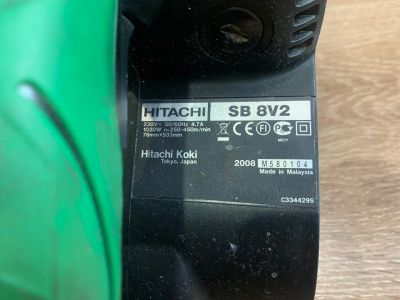 HITACHI SB 8V2
230V~ 50/60Hz 4.7A
1020W n:250-450m/min
76mm×533mm
Hitachi Koki
Tokyo, Japan
2008 M580104
Made in Malaysia
C334429S